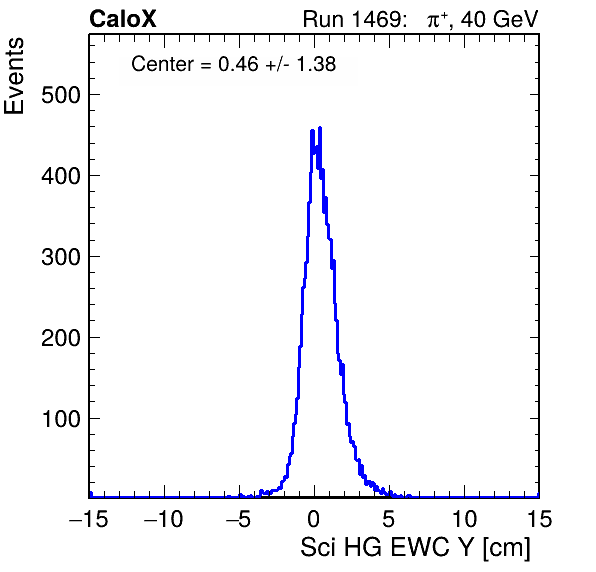 CaloX Run 1469: π⁺, 40 GeV
Center = 0.46 +/- 1.38
Events
500
400
300
200
100
−15 −10 −5 0 5 10 15
Sci HG EWC Y [cm]